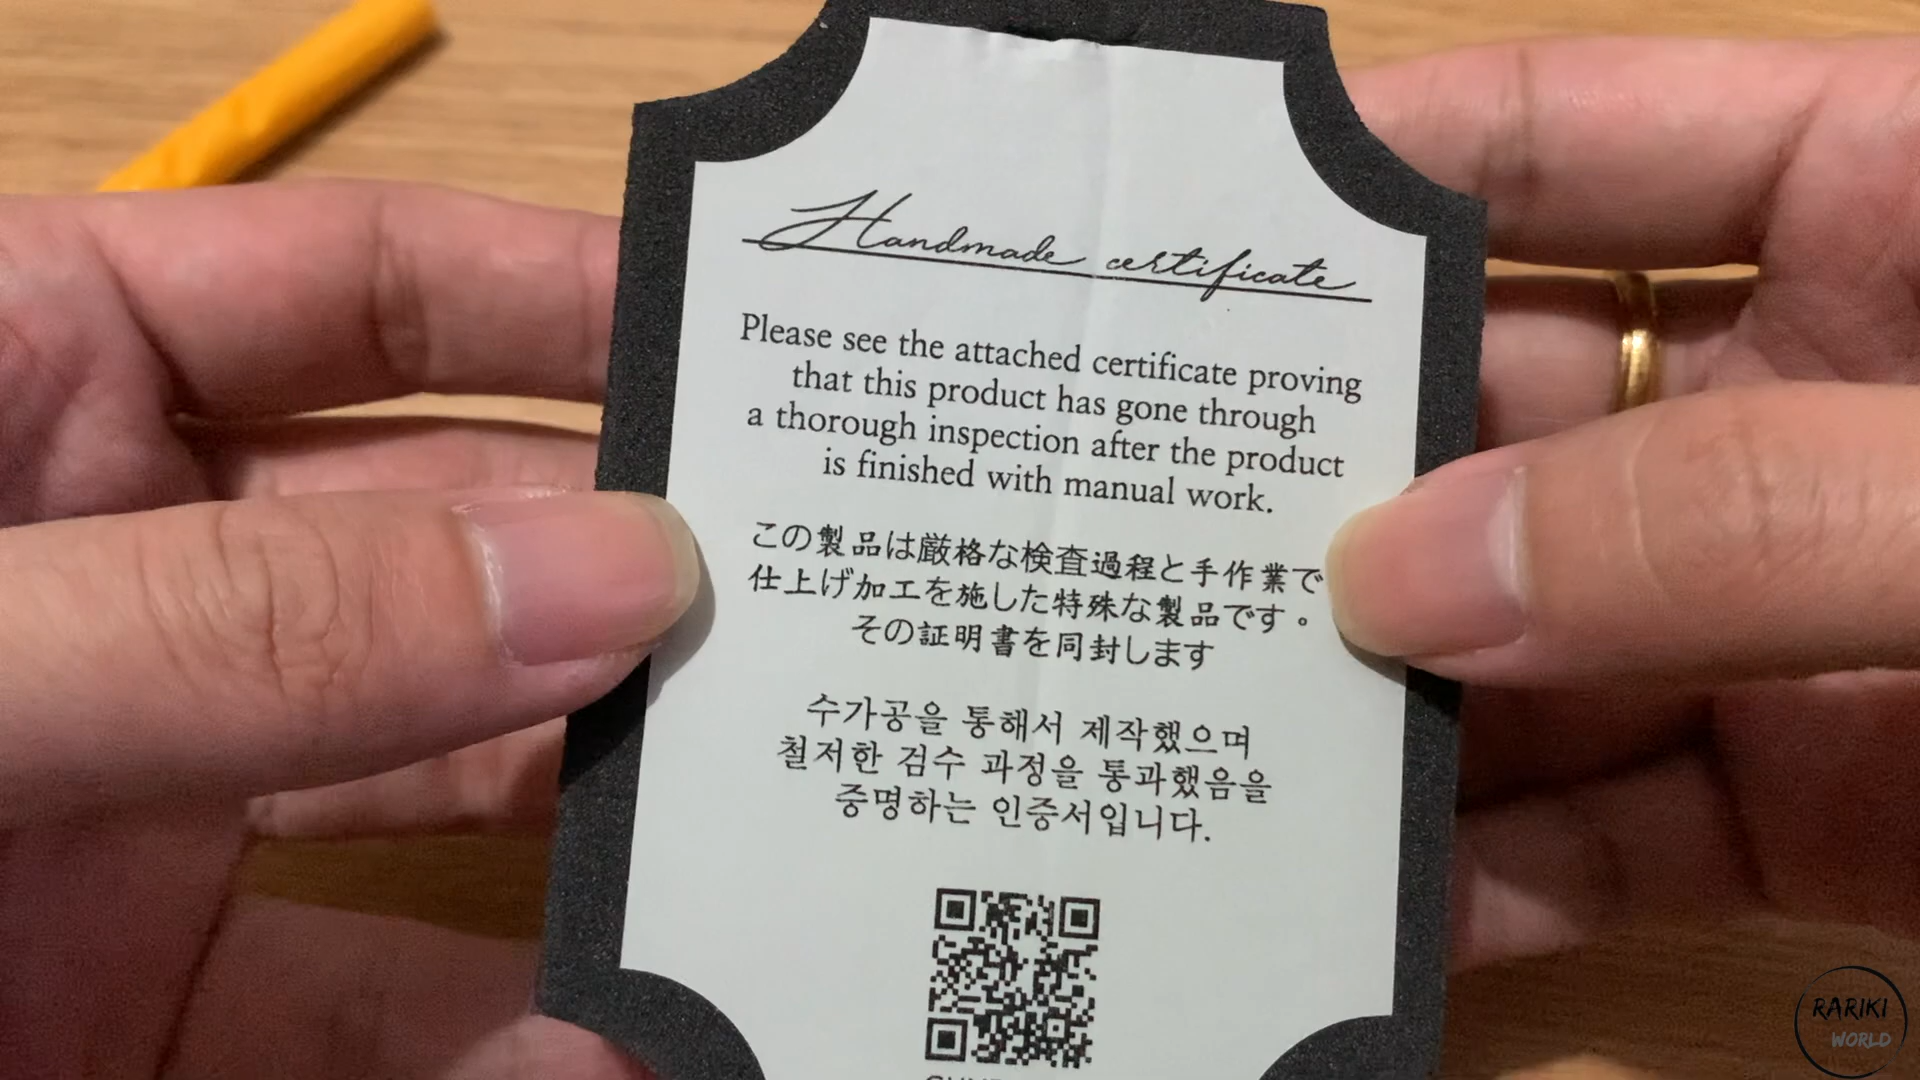 Handmade certificate
Please see the attached certificate proving
that this product has gone through
a thorough inspection after the product
is finished with manual work.
この製品は厳格な検査過程と手作業で
仕上げ加工を施した特殊な製品です。
その証明書を同封します
수가공을 통해서 제작했으며
철저한 검수 과정을 통과했음을
증명하는 인증서입니다.
RARIKI
WORLD